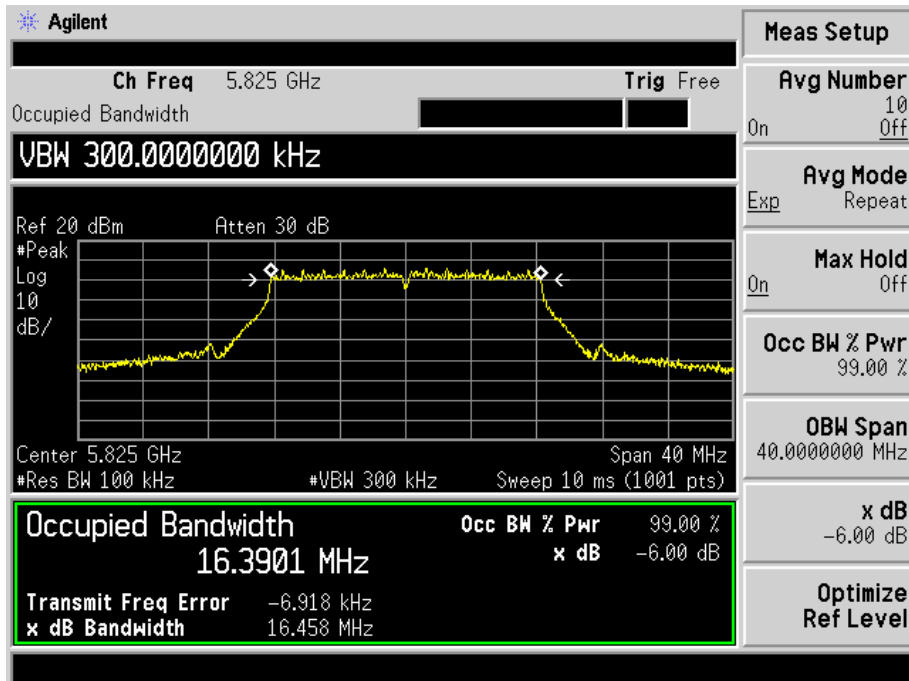 Agilent
Ch Freq 5.825 GHz Trig Free
Occupied Bandwidth
VBW 300.0000000 kHz
Ref 20 dBm Atten 30 dB
#Peak
Log
10
dB/
Center 5.825 GHz Span 40 MHz
#Res BW 100 kHz #VBW 300 kHz Sweep 10 ms (1001 pts)
Occupied Bandwidth Occ BW % Pwr 99.00 %
16.3901 MHz x dB -6.00 dB
Transmit Freq Error -6.918 kHz
x dB Bandwidth 16.458 MHz
Meas Setup
Avg Number
10
On Off
Avg Mode
Exp Repeat
Max Hold
On Off
Occ BW % Pwr
99.00 %
OBW Span
40.0000000 MHz
x dB
-6.00 dB
Optimize
Ref Level